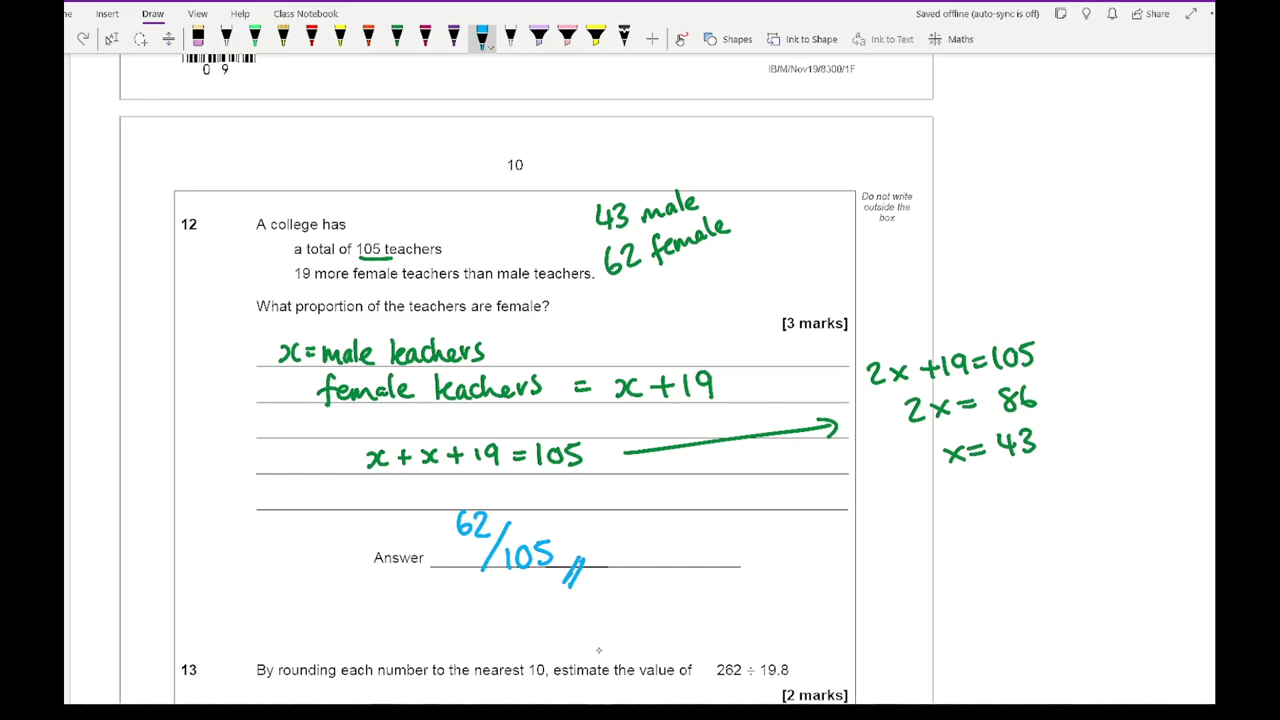 Insert Draw View Help Class Notebook Saved offline (auto-sync is off) Share
Shapes Ink to Shape Ink to Text Maths
0 9
IB/M/Nov19/8300/1F
10
Do not write
outside the
box
12 A college has
a total of 105 teachers
19 more female teachers than male teachers.
43 male
62 female
What proportion of the teachers are female?
[3 marks]
x = male teachers
female teachers = x + 19
x + x + 19 = 105
2x + 19 = 105
2x = 86
x = 43
Answer 62/105
13 By rounding each number to the nearest 10, estimate the value of 262 ÷ 19.8
[2 marks]